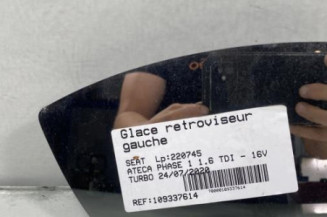 Glace retroviseur
gauche
SEAT Lp:220745
ATECA PHASE 1 1.6 TDI - 16V
TURBO 24/07/2020
REF:109337614